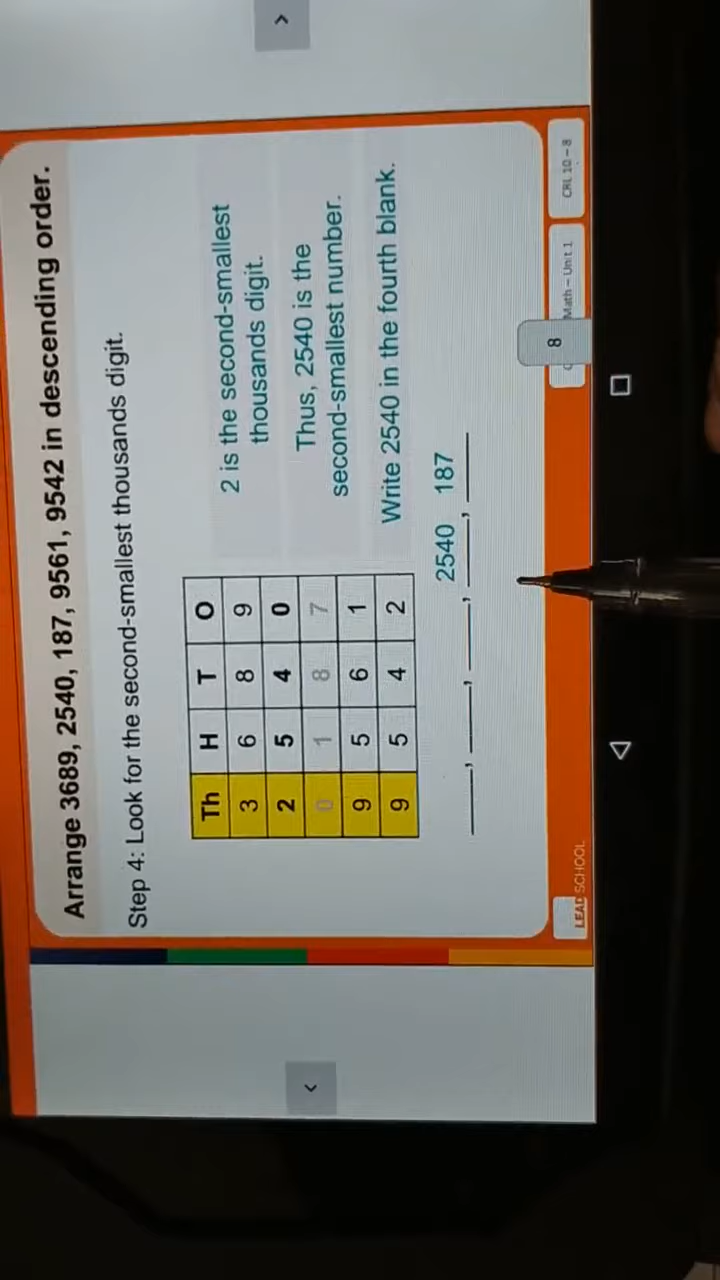 Arrange 3689, 2540, 187, 9561, 9542 in descending order.
Step 4: Look for the second-smallest thousands digit.
Th H T O
3 6 8 9
2 5 4 0
0 1 8 7
9 5 6 1
9 5 4 2
2 is the second-smallest
thousands digit.
Thus, 2540 is the
second-smallest number.
Write 2540 in the fourth blank.
2540 187
____, ____, ____, ____, ____
LEAD SCHOOL
8
Math – Unit 1
CRL 10 – 8